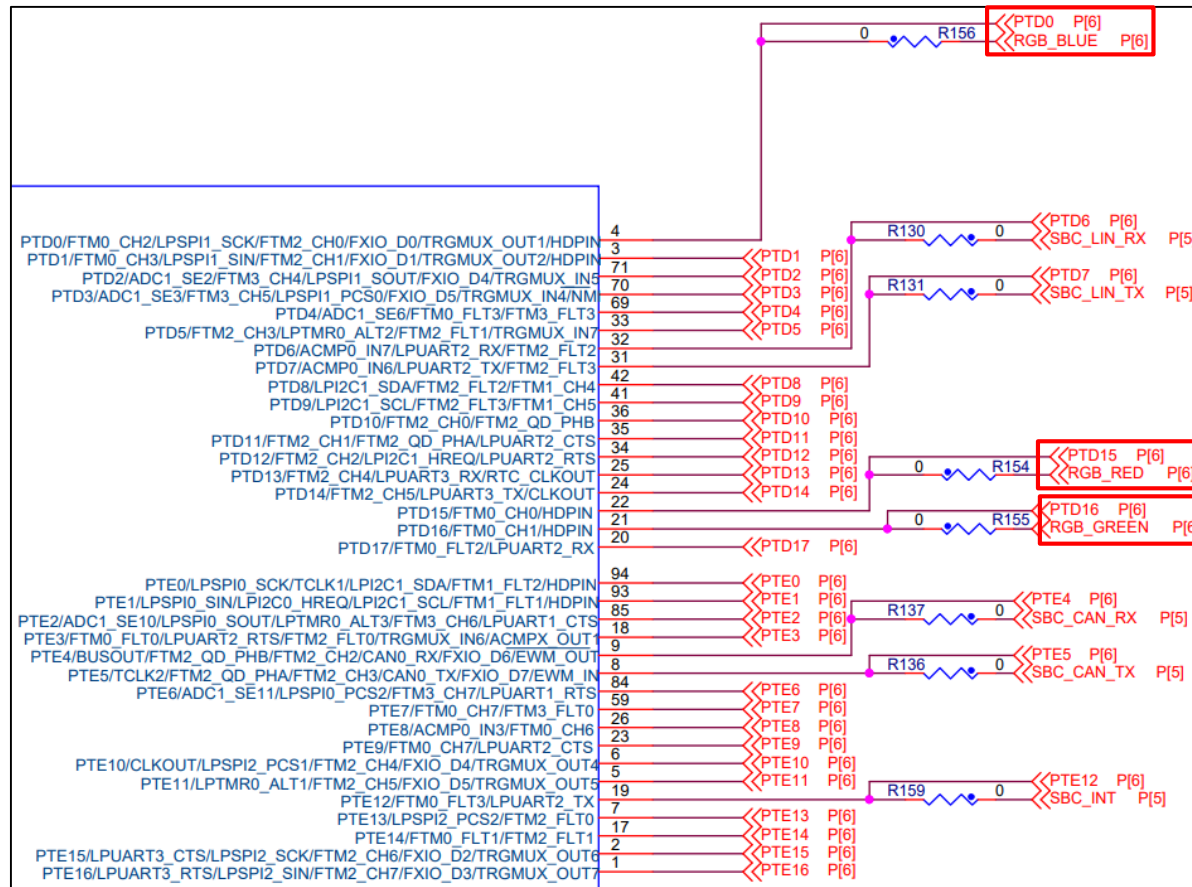 PTD0 P[6]
0 R156 RGB_BLUE P[6]
4
PTD0/FTM0_CH2/LPSPI1_SCK/FTM2_CH0/FXIO_D0/TRGMUX_OUT1/HDPIN
3
PTD1/FTM0_CH3/LPSPI1_SIN/FTM2_CH1/FXIO_D1/TRGMUX_OUT2/HDPIN PTD1 P[6]
71
PTD2/ADC1_SE2/FTM3_CH4/LPSPI1_SOUT/FXIO_D4/TRGMUX_IN5 PTD2 P[6]
70
PTD3/ADC1_SE3/FTM3_CH5/LPSPI1_PCS0/FXIO_D5/TRGMUX_IN4/NM PTD3 P[6]
69
PTD4/ADC1_SE6/FTM0_FLT3/FTM3_FLT3 PTD4 P[6]
33
PTD5/FTM2_CH3/LPTMR0_ALT2/FTM2_FLT1/TRGMUX_IN7 PTD5 P[6]
32
PTD6/ACMP0_IN7/LPUART2_RX/FTM2_FLT2
31
PTD7/ACMP0_IN6/LPUART2_TX/FTM2_FLT3
PTD6 P[6]
R130 0 SBC_LIN_RX P[5
PTD7 P[6]
R131 0 SBC_LIN_TX P[5]
42
PTD8/LPI2C1_SDA/FTM2_FLT2/FTM1_CH4 PTD8 P[6]
41
PTD9/LPI2C1_SCL/FTM2_FLT3/FTM1_CH5 PTD9 P[6]
36
PTD10/FTM2_CH0/FTM2_QD_PHB PTD10 P[6]
35
PTD11/FTM2_CH1/FTM2_QD_PHA/LPUART2_CTS PTD11 P[6]
34
PTD12/FTM2_CH2/LPI2C1_HREQ/LPUART2_RTS PTD12 P[6]
25
PTD13/FTM2_CH4/LPUART3_RX/RTC_CLKOUT PTD13 P[6]
24
PTD14/FTM2_CH5/LPUART3_TX/CLKOUT PTD14 P[6]
22
PTD15/FTM0_CH0/HDPIN
21
PTD16/FTM0_CH1/HDPIN
20
PTD17/FTM0_FLT2/LPUART2_RX PTD17 P[6]
PTD15 P[6]
0 R154 RGB_RED P[6]
PTD16 P[6]
0 R155 RGB_GREEN P[6
94
PTE0/LPSPI0_SCK/TCLK1/LPI2C1_SDA/FTM1_FLT2/HDPIN PTE0 P[6]
93
PTE1/LPSPI0_SIN/LPI2C0_HREQ/LPI2C1_SCL/FTM1_FLT1/HDPIN PTE1 P[6]
85
PTE2/ADC1_SE10/LPSPI0_SOUT/LPTMR0_ALT3/FTM3_CH6/LPUART1_CTS PTE2 P[6]
18
PTE3/FTM0_FLT0/LPUART2_RTS/FTM2_FLT0/TRGMUX_IN6/ACMPX_OUT1 PTE3 P[6]
9
PTE4/BUSOUT/FTM2_QD_PHB/FTM2_CH2/CAN0_RX/FXIO_D6/EWM_OUT
8
PTE5/TCLK2/FTM2_QD_PHA/FTM2_CH3/CAN0_TX/FXIO_D7/EWM_IN
PTE4 P[6]
R137 0 SBC_CAN_RX P[5]
PTE5 P[6]
R136 0 SBC_CAN_TX P[5]
84
PTE6/ADC1_SE11/LPSPI0_PCS2/FTM3_CH7/LPUART1_RTS PTE6 P[6]
59
PTE7/FTM0_CH7/FTM3_FLT0 PTE7 P[6]
26
PTE8/ACMP0_IN3/FTM0_CH6 PTE8 P[6]
23
PTE9/FTM0_CH7/LPUART2_CTS PTE9 P[6]
6
PTE10/CLKOUT/LPSPI2_PCS1/FTM2_CH4/FXIO_D4/TRGMUX_OUT4 PTE10 P[6]
5
PTE11/LPTMR0_ALT1/FTM2_CH5/FXIO_D5/TRGMUX_OUT5 PTE11 P[6]
19
PTE12/FTM0_FLT3/LPUART2_TX
PTE12 P[6]
R159 0 SBC_INT P[5]
7
PTE13/LPSPI2_PCS2/FTM2_FLT0 PTE13 P[6]
17
PTE14/FTM0_FLT1/FTM2_FLT1 PTE14 P[6]
2
PTE15/LPUART3_CTS/LPSPI2_SCK/FTM2_CH6/FXIO_D2/TRGMUX_OUT6 PTE15 P[6]
1
PTE16/LPUART3_RTS/LPSPI2_SIN/FTM2_CH7/FXIO_D3/TRGMUX_OUT7 PTE16 P[6]